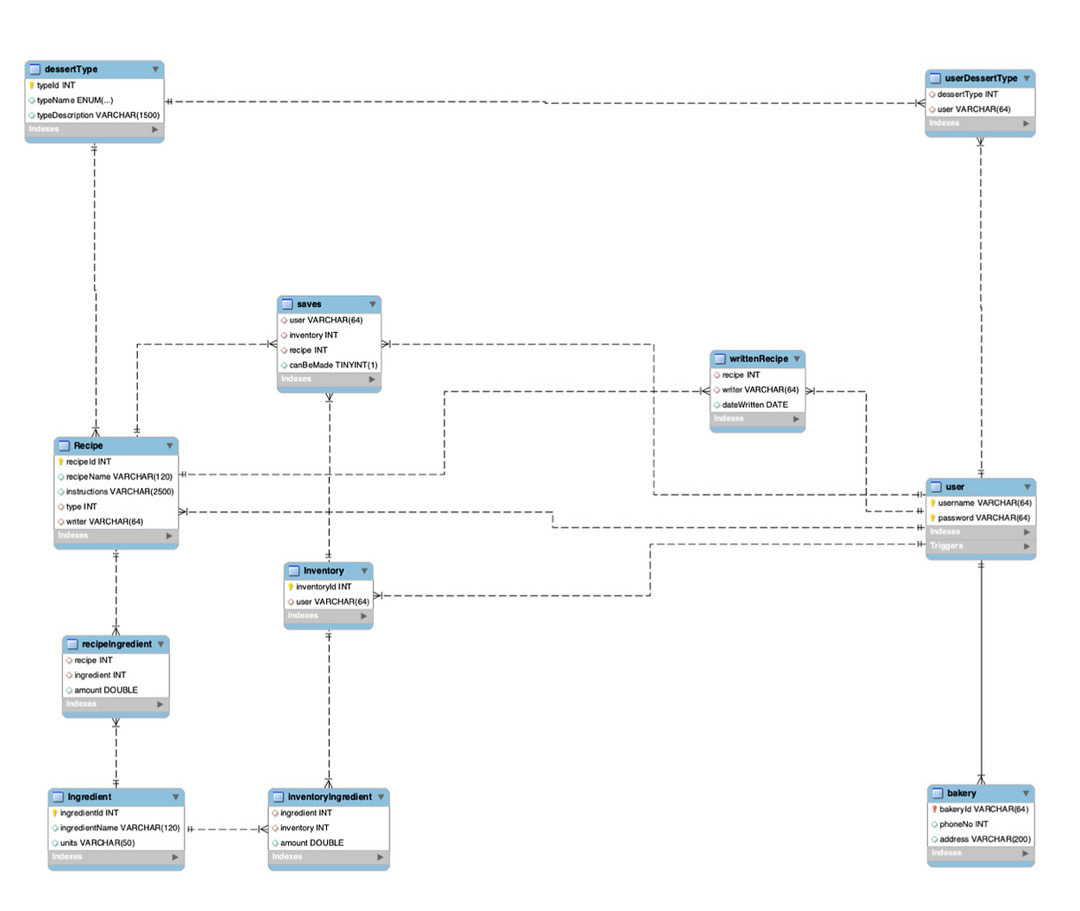 dessertType
typeId INT
typeName ENUM(...)
typeDescription VARCHAR(1500)
Indexes
userDessertType
dessertType INT
user VARCHAR(64)
Indexes
saves
user VARCHAR(64)
inventory INT
recipe INT
canBeMade TINYINT(1)
Indexes
writtenRecipe
recipe INT
writer VARCHAR(64)
dateWritten DATE
Indexes
Recipe
recipeId INT
recipeName VARCHAR(120)
instructions VARCHAR(2500)
type INT
writer VARCHAR(64)
Indexes
user
username VARCHAR(64)
password VARCHAR(64)
Indexes
Triggers
Inventory
inventoryId INT
user VARCHAR(64)
Indexes
recipeIngredient
recipe INT
ingredient INT
amount DOUBLE
Indexes
Ingredient
ingredientId INT
ingredientName VARCHAR(120)
units VARCHAR(50)
Indexes
inventoryIngredient
ingredient INT
inventory INT
amount DOUBLE
Indexes
bakery
bakeryId VARCHAR(64)
phoneNo INT
address VARCHAR(200)
Indexes